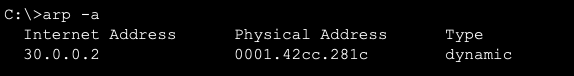 C:\>arp -a
Internet Address Physical Address Type
30.0.0.2 0001.42cc.281c dynamic